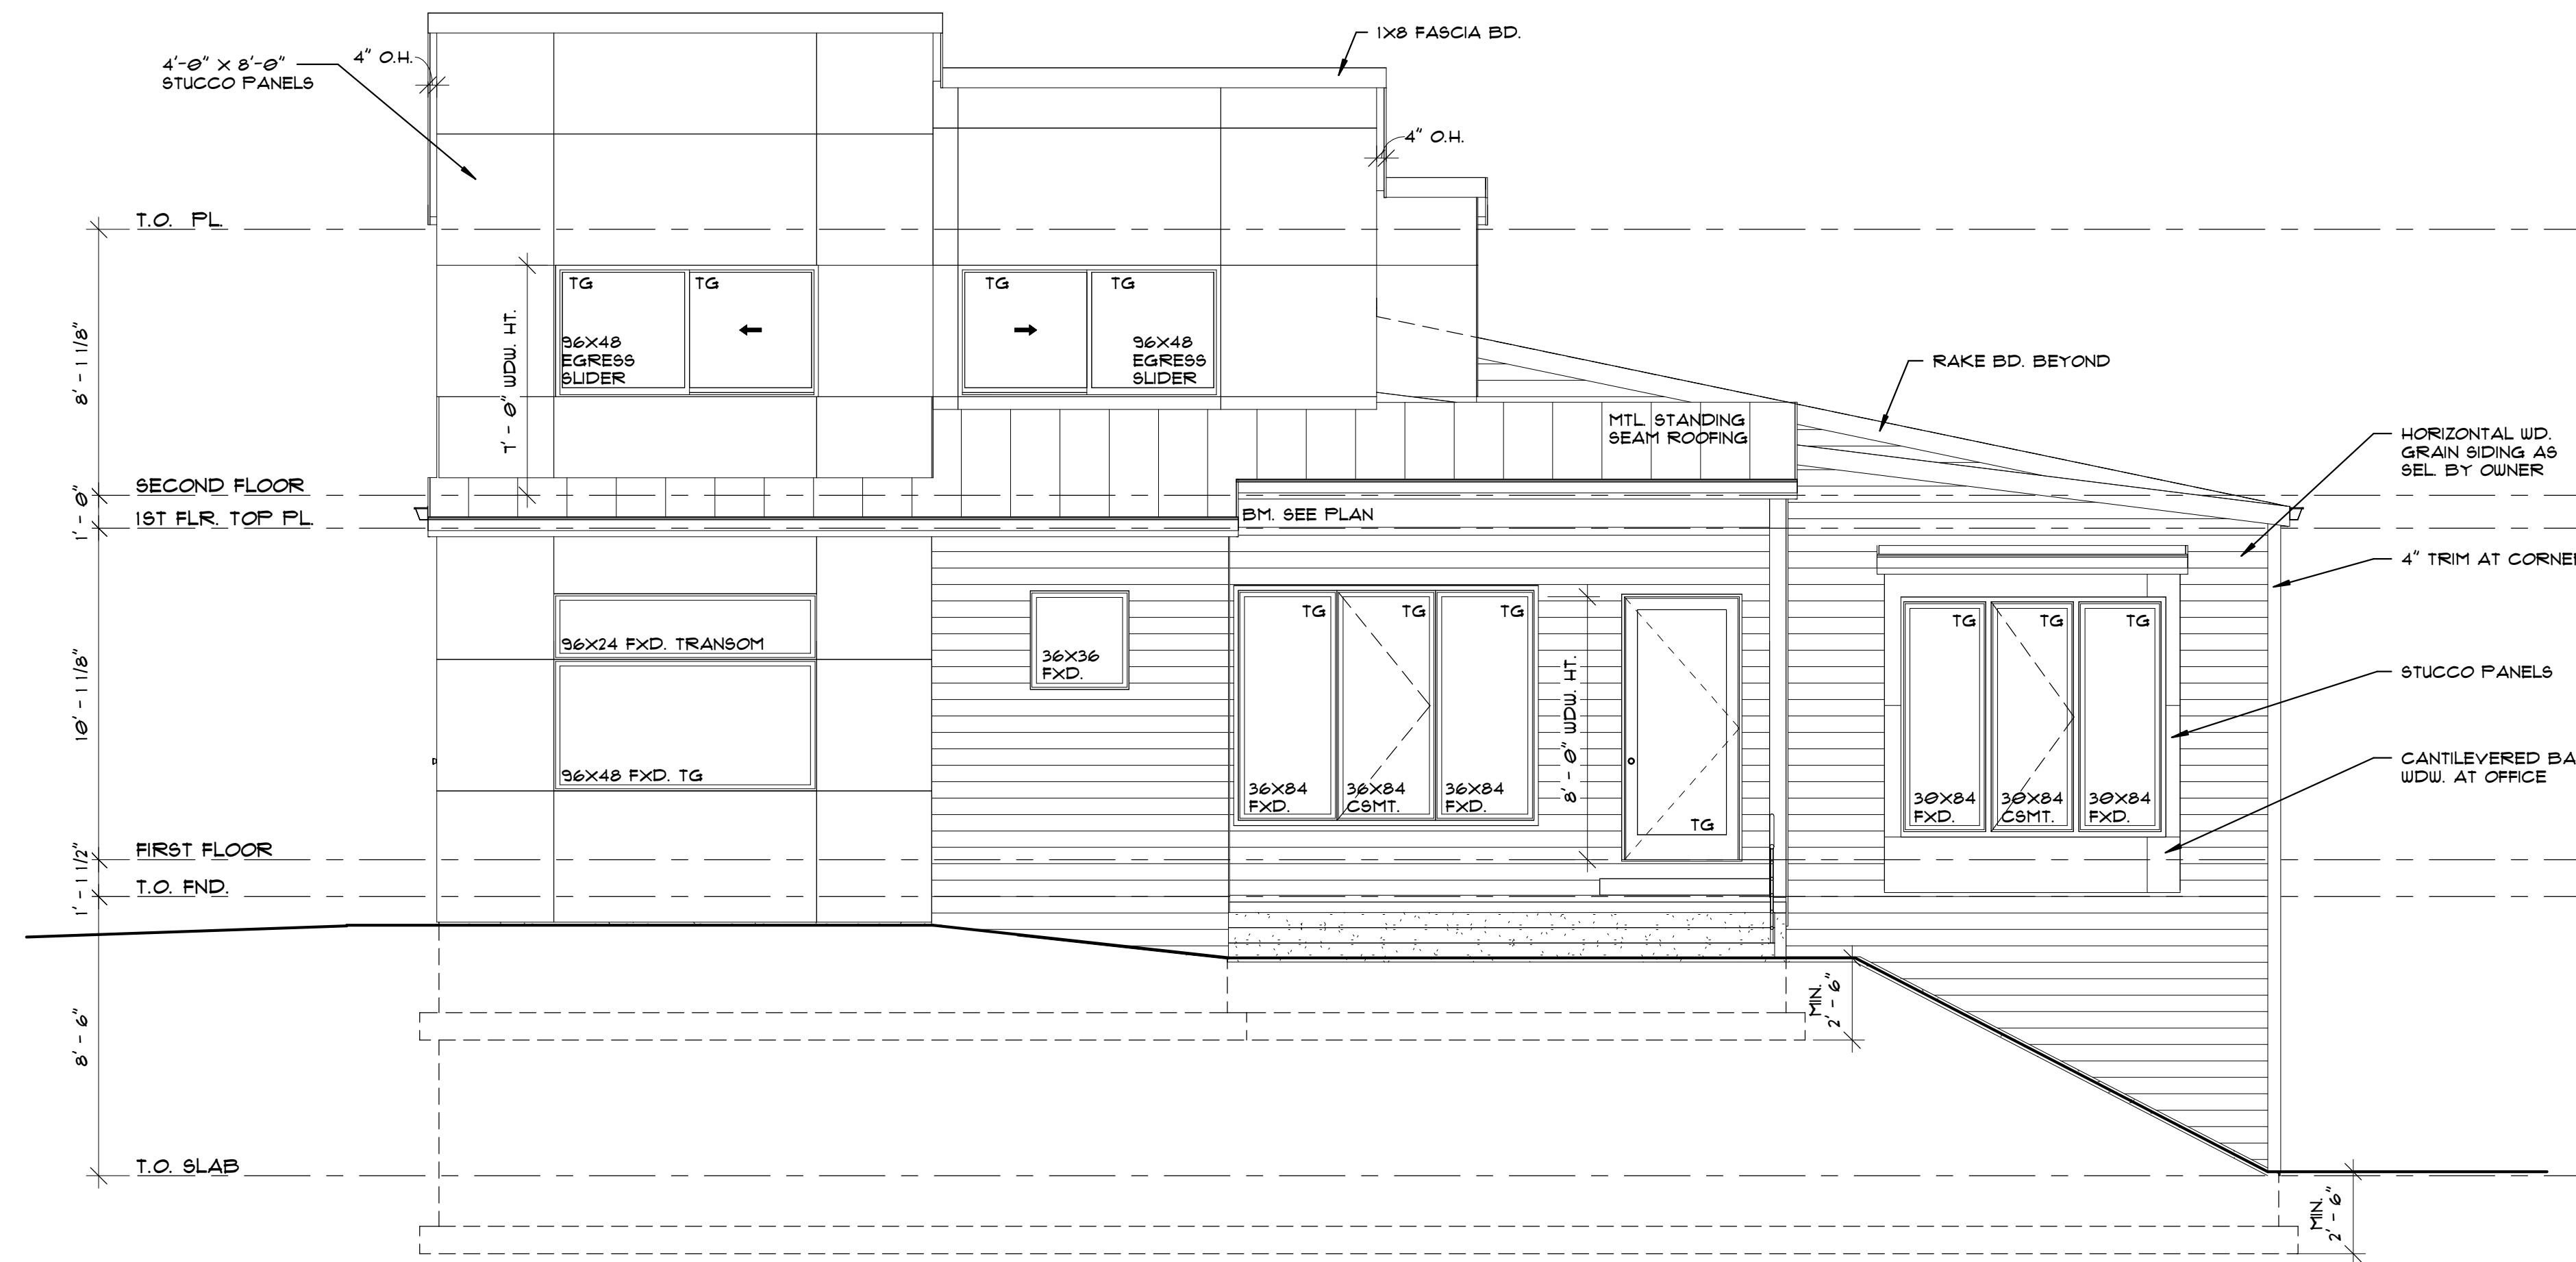 1X8 FASCIA BD.
4'-0" X 8'-0"
STUCCO PANELS
4" O.H.
4" O.H.
T.O. PL.
TG
TG
96X48
EGRESS
SLIDER
TG
TG
96X48
EGRESS
SLIDER
7' - 0" WDW. HT.
8' - 1 1/8"
RAKE BD. BEYOND
MTL. STANDING
SEAM ROOFING
HORIZONTAL WD.
GRAIN SIDING AS
SEL. BY OWNER
SECOND FLOOR
1' - 0"
1ST FLR. TOP PL.
BM. SEE PLAN
4" TRIM AT CORNE
96X24 FXD. TRANSOM
36X36
FXD.
TG
TG
TG
TG
TG
TG
10' - 1 1/8"
8' - 0" WDW. HT.
STUCCO PANELS
96X48 FXD. TG
36X84
FXD.
36X84
CSMT.
36X84
FXD.
TG
30X84
FXD.
30X84
CSMT.
30X84
FXD.
CANTILEVERED BA
WDW. AT OFFICE
FIRST FLOOR
1' - 1 1/2"
T.O. FND.
8' - 6"
MIN.
2' - 6"
T.O. SLAB
MIN.
2' - 6"